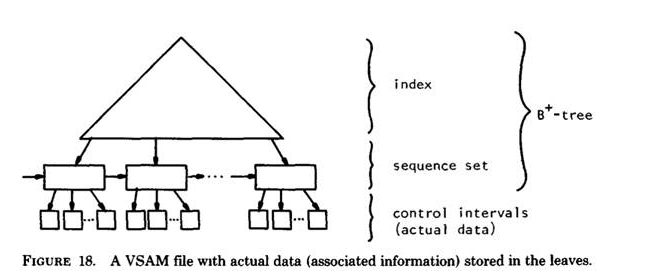 index
B+-tree
sequence set
control intervals
(actual data)
FIGURE 18. A VSAM file with actual data (associated information) stored in the leaves.